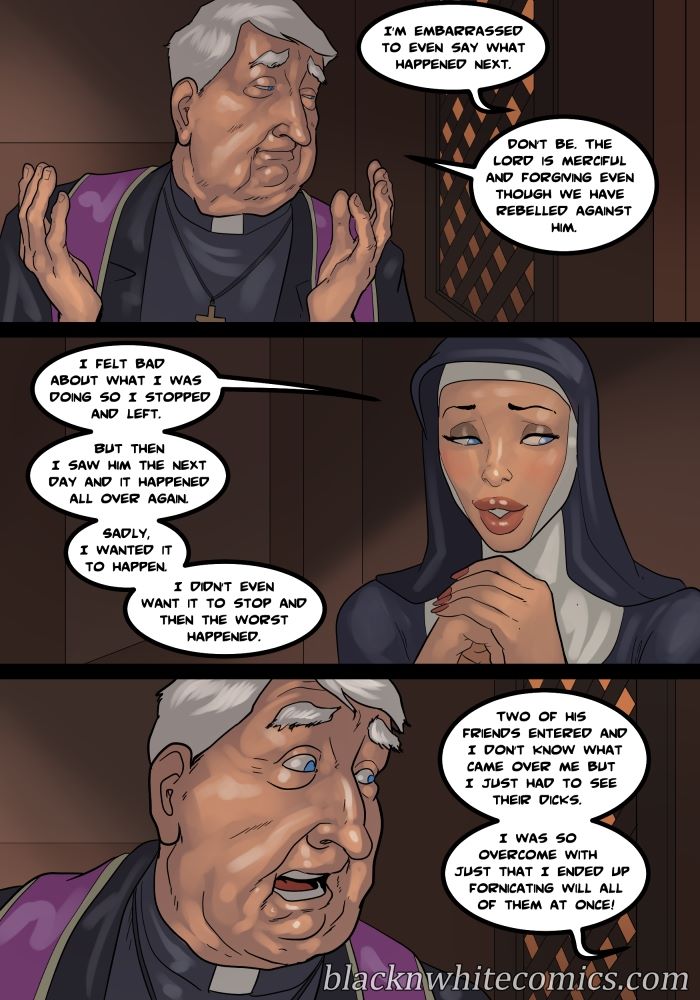 I'M EMBARRASSED
TO EVEN SAY WHAT
HAPPENED NEXT.
DON'T BE. THE
LORD IS MERCIFUL
AND FORGIVING EVEN
THOUGH WE HAVE
REBELLED AGAINST
HIM.
I FELT BAD
ABOUT WHAT I WAS
DOING SO I STOPPED
AND LEFT.
BUT THEN
I SAW HIM THE NEXT
DAY AND IT HAPPENED
ALL OVER AGAIN.
SADLY,
I WANTED IT
TO HAPPEN.
I DIDN'T EVEN
WANT IT TO STOP AND
THEN THE WORST
HAPPENED.
TWO OF HIS
FRIENDS ENTERED AND
I DON'T KNOW WHAT
CAME OVER ME BUT
I JUST HAD TO SEE
THEIR DICKS.
I WAS SO
OVERCOME WITH
JUST THAT I ENDED UP
FORNICATING WILL ALL
OF THEM AT ONCE!
blacknwhitecomics.com